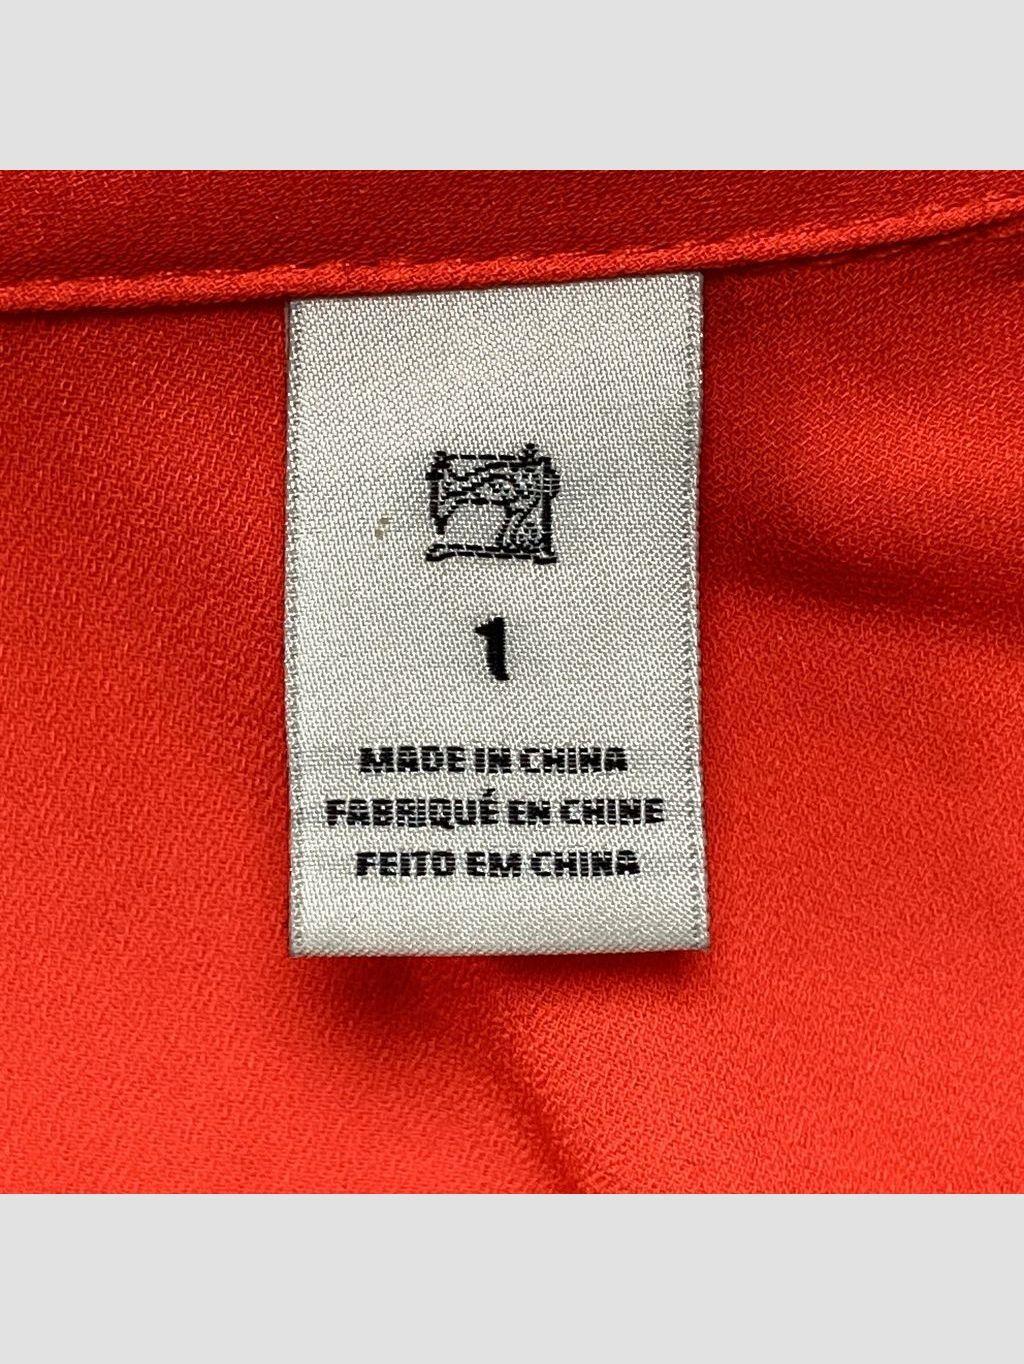 1
MADE IN CHINA
FABRIQUÉ EN CHINE
FEITO EM CHINA